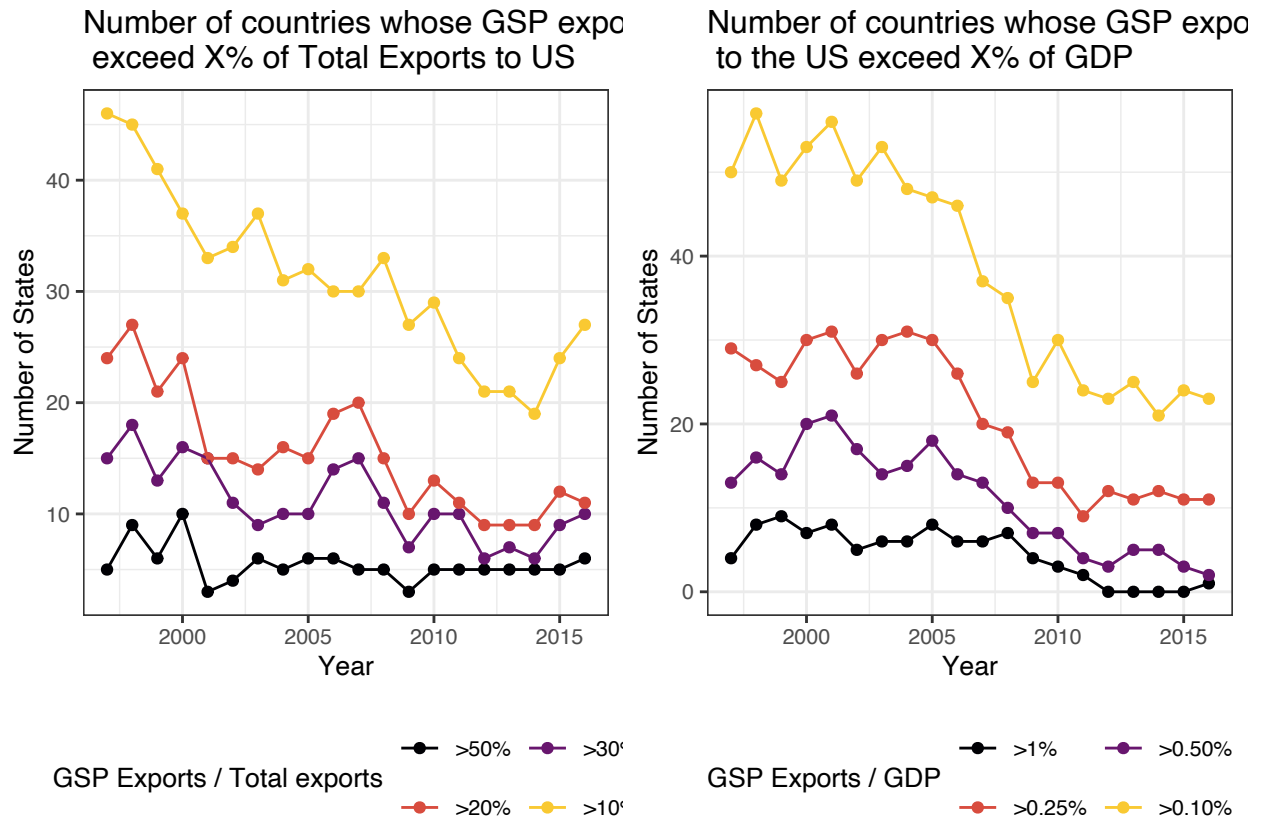 Number of countries whose GSP expo
exceed X% of Total Exports to US
40
30
20
10
Number of States
2000 2005 2010 2015
Year
GSP Exports / Total exports
>50% >30%
>20% >10%
Number of countries whose GSP expo
to the US exceed X% of GDP
40
20
0
Number of States
2000 2005 2010 2015
Year
GSP Exports / GDP
>1% >0.50%
>0.25% >0.10%